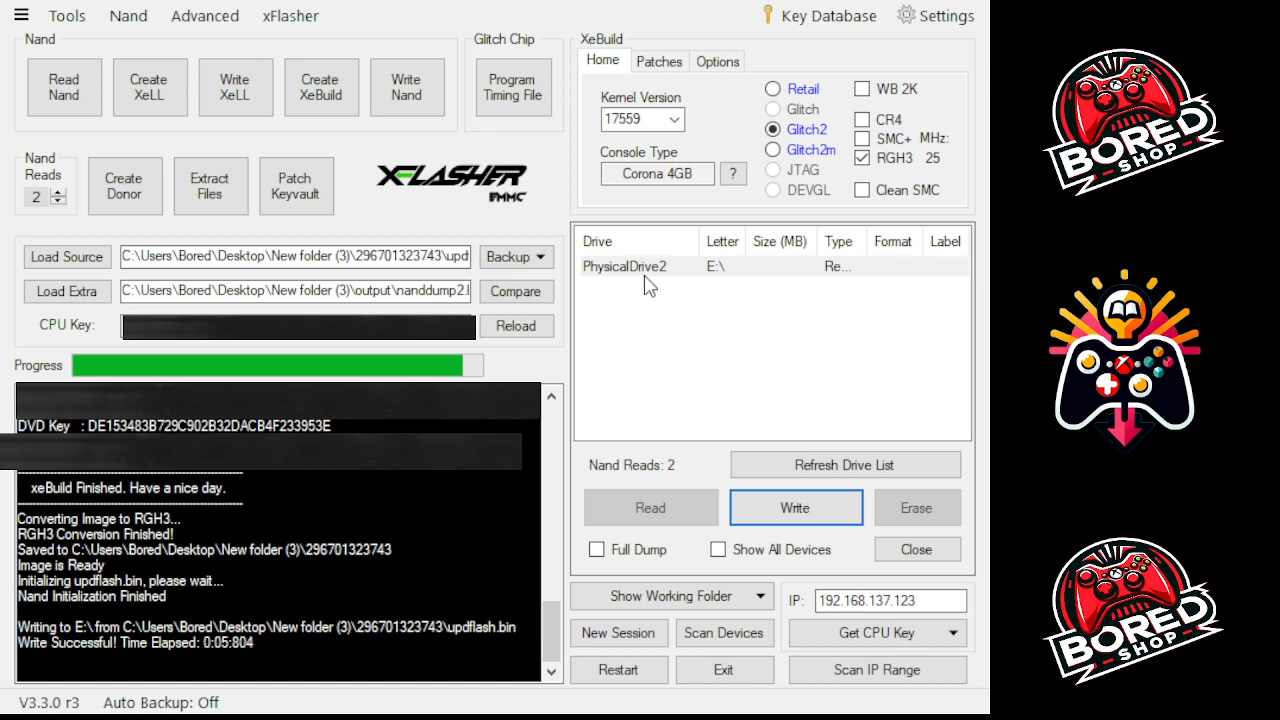 Tools Nand Advanced xFlasher Key Database Settings
Nand
Read Nand
Create XeLL
Write XeLL
Create XeBuild
Write Nand
Glitch Chip
Program Timing File
Nand Reads
2
Create Donor
Extract Files
Patch Keyvault
XFLASHER
EMMC
Load Source C:\Users\Bored\Desktop\New folder (3)\296701323743\updf Backup
Load Extra C:\Users\Bored\Desktop\New folder (3)\output\nanddump2.l Compare
CPU Key: Reload
Progress
DVD Key : DE153483B729C902B32DACB4F233953E
xeBuild Finished. Have a nice day.
Converting Image to RGH3...
RGH3 Conversion Finished!
Saved to C:\Users\Bored\Desktop\New folder (3)\296701323743
Image is Ready
Initializing updflash.bin, please wait...
Nand Initialization Finished
Writing to E:\ from C:\Users\Bored\Desktop\New folder (3)\296701323743\updflash.bin
Write Successful! Time Elapsed: 0:05:804
V3.3.0 r3 Auto Backup: Off
XeBuild
Home Patches Options
Kernel Version
17559
Console Type
Corona 4GB ?
Retail
Glitch
Glitch2
Glitch2m
JTAG
DEVGL
WB 2K
CR4
SMC+ MHz:
RGH3 25
Clean SMC
Drive Letter Size (MB) Type Format Label
PhysicalDrive2 E:\ Re...
Nand Reads: 2 Refresh Drive List
Read Write Erase
Full Dump Show All Devices Close
Show Working Folder IP: 192.168.137.123
New Session Scan Devices Get CPU Key
Restart Exit Scan IP Range
BORED
SHOP
BORED
SHOP